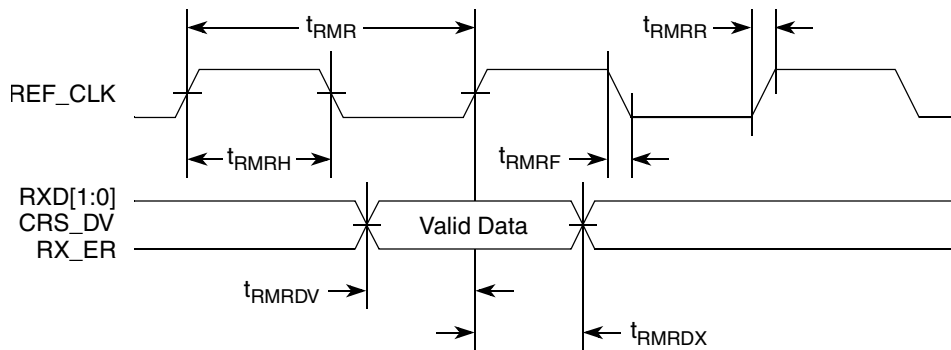 tRMR
tRMRR
REF_CLK
tRMRH
tRMRF
RXD[1:0]
CRS_DV
RX_ER
Valid Data
tRMRDV
tRMRDX